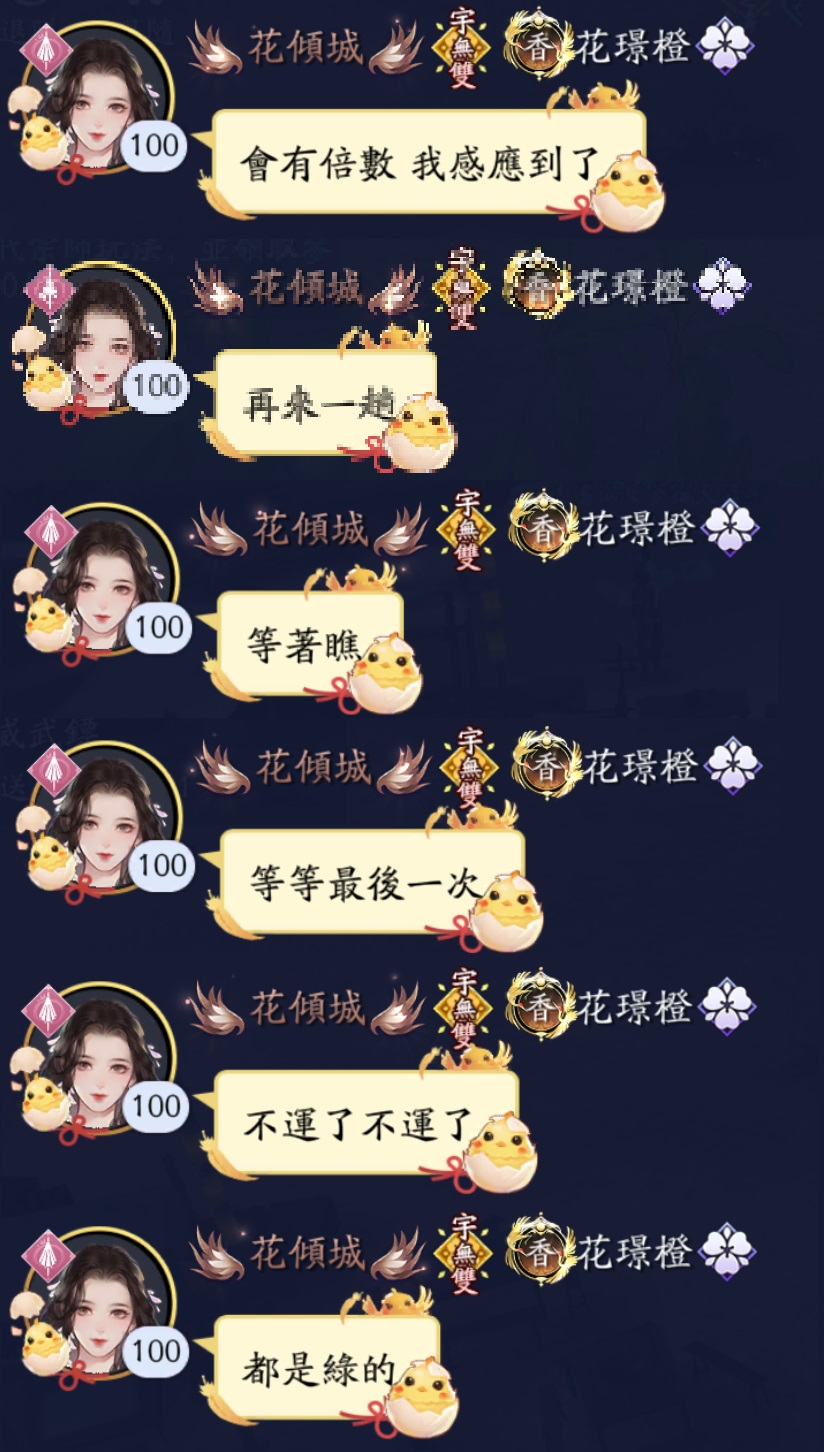 花傾城 宇無雙 香 花璟橙
100
會有倍數 我感應到了
花傾城 宇無雙 香 花璟橙
100
再來一趟
花傾城 宇無雙 香 花璟橙
100
等著瞧
花傾城 宇無雙 香 花璟橙
100
等等最後一次
花傾城 宇無雙 香 花璟橙
100
不運了不運了
花傾城 宇無雙 香 花璟橙
100
都是綠的